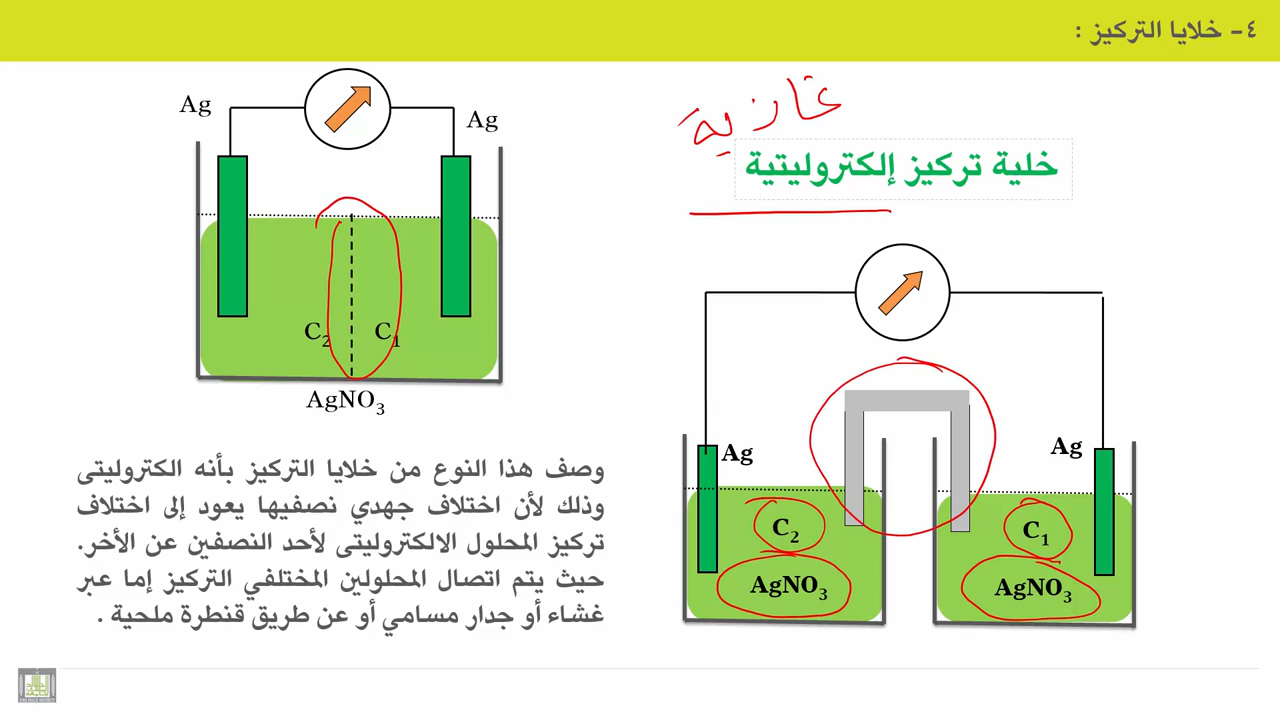 ٤- خلايا التركيز :
غازية
خلية تركيز إلكتروليتية
Ag
Ag
C₂
C₁
AgNO₃
Ag
Ag
C₂
C₁
AgNO₃
AgNO₃
وصف هذا النوع من خلايا التركيز بأنه الكتروليتى
وذلك لأن اختلاف جهدي نصفيها يعود إلى اختلاف
تركيز المحلول الالكتروليتى لأحد النصفين عن الأخر.
حيث يتم اتصال المحلولين المختلفي التركيز إما عبر
غشاء أو جدار مسامي أو عن طريق قنطرة ملحية .